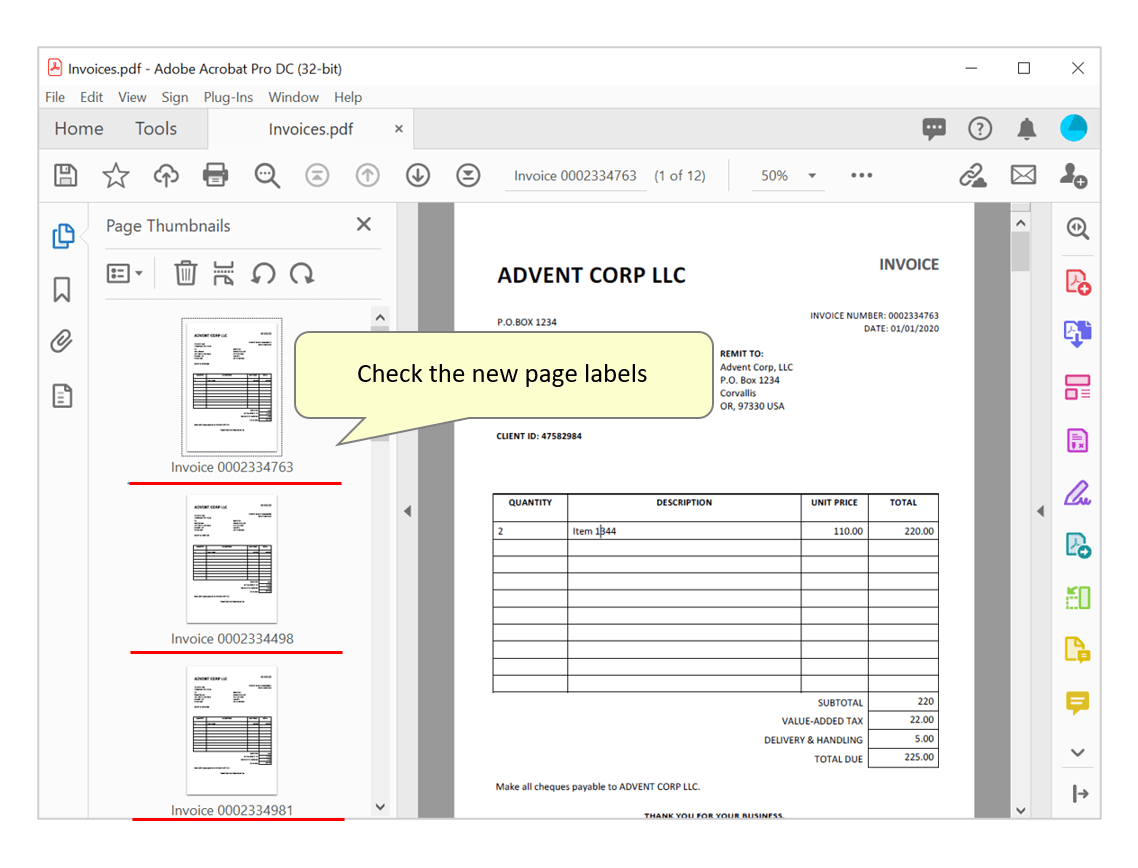 Invoices.pdf - Adobe Acrobat Pro DC (32-bit)
File Edit View Sign Plug-Ins Window Help
Home Tools Invoices.pdf
Invoice 0002334763 (1 of 12) 50%
Page Thumbnails
Invoice 0002334763
Invoice 0002334498
Invoice 0002334981
Check the new page labels
ADVENT CORP LLC
INVOICE
P.O.BOX 1234
INVOICE NUMBER: 0002334763
DATE: 01/01/2020
REMIT TO:
Advent Corp, LLC
P.O. Box 1234
Corvallis
OR, 97330 USA
CLIENT ID: 47582984
QUANTITY DESCRIPTION UNIT PRICE TOTAL
2 Item 1344 110.00 220.00
SUBTOTAL 220
VALUE-ADDED TAX 22.00
DELIVERY & HANDLING 5.00
TOTAL DUE 225.00
Make all cheques payable to ADVENT CORP LLC.
THANK YOU FOR YOUR BUSINESS.